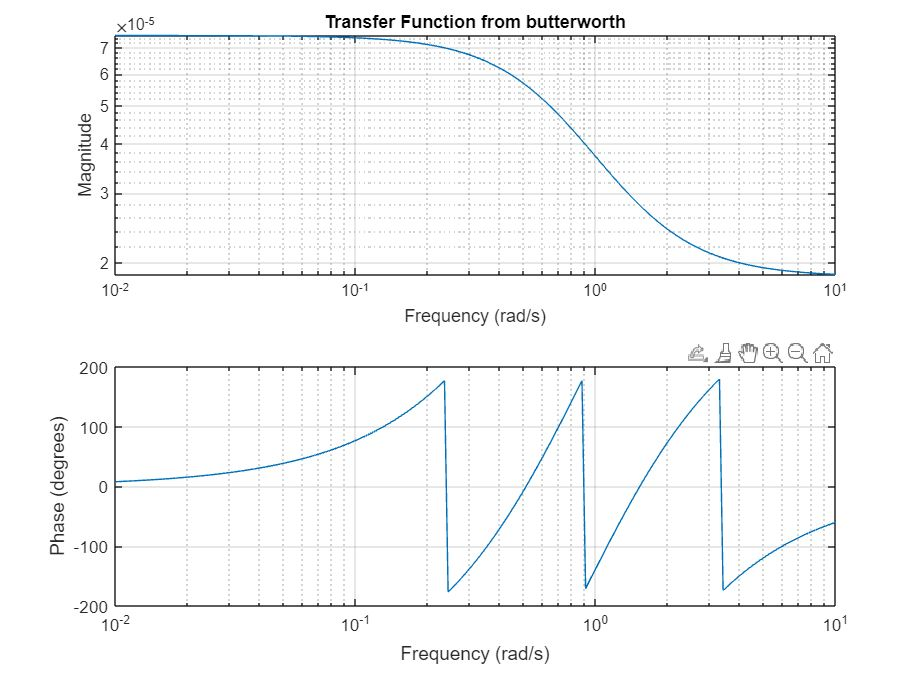 Transfer Function from butterworth
×10^-5
7
6
5
4
3
2
Magnitude
10^-2 10^-1 10^0 10^1
Frequency (rad/s)
200
100
0
-100
-200
Phase (degrees)
10^-2 10^-1 10^0 10^1
Frequency (rad/s)